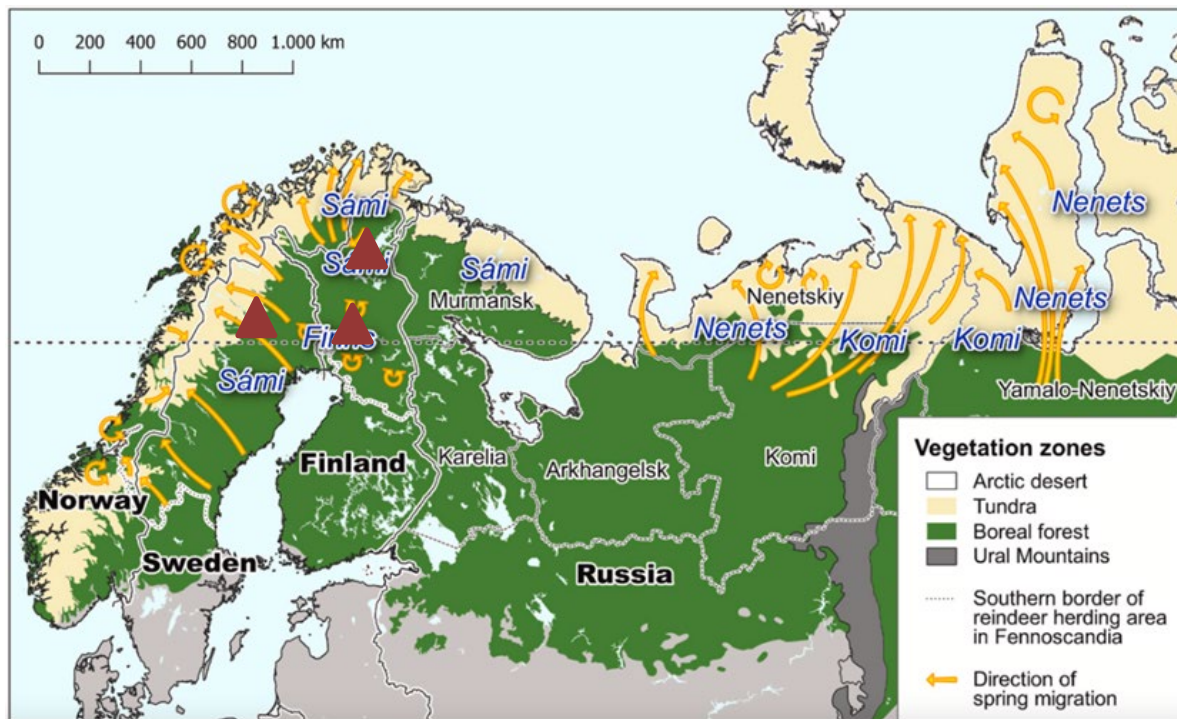 0 200 400 600 800 1.000 km
Sámi
Sámi
Sámi
Murmansk
Finns
Sámi
Nenetskiy
Nenets
Komi
Komi
Nenets
Nenets
Yamalo-Nenetskiy
Norway
Sweden
Finland
Karelia
Arkhangelsk
Komi
Russia
Vegetation zones
Arctic desert
Tundra
Boreal forest
Ural Mountains
Southern border of
reindeer herding area
in Fennoscandia
Direction of
spring migration